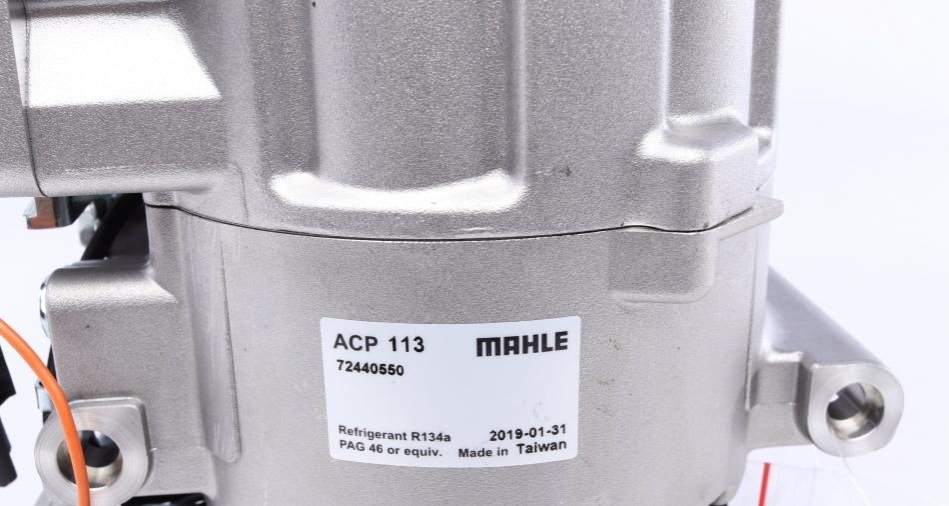 ACP 113 MAHLE
72440550
Refrigerant R134a 2019-01-31
PAG 46 or equiv. Made in Taiwan